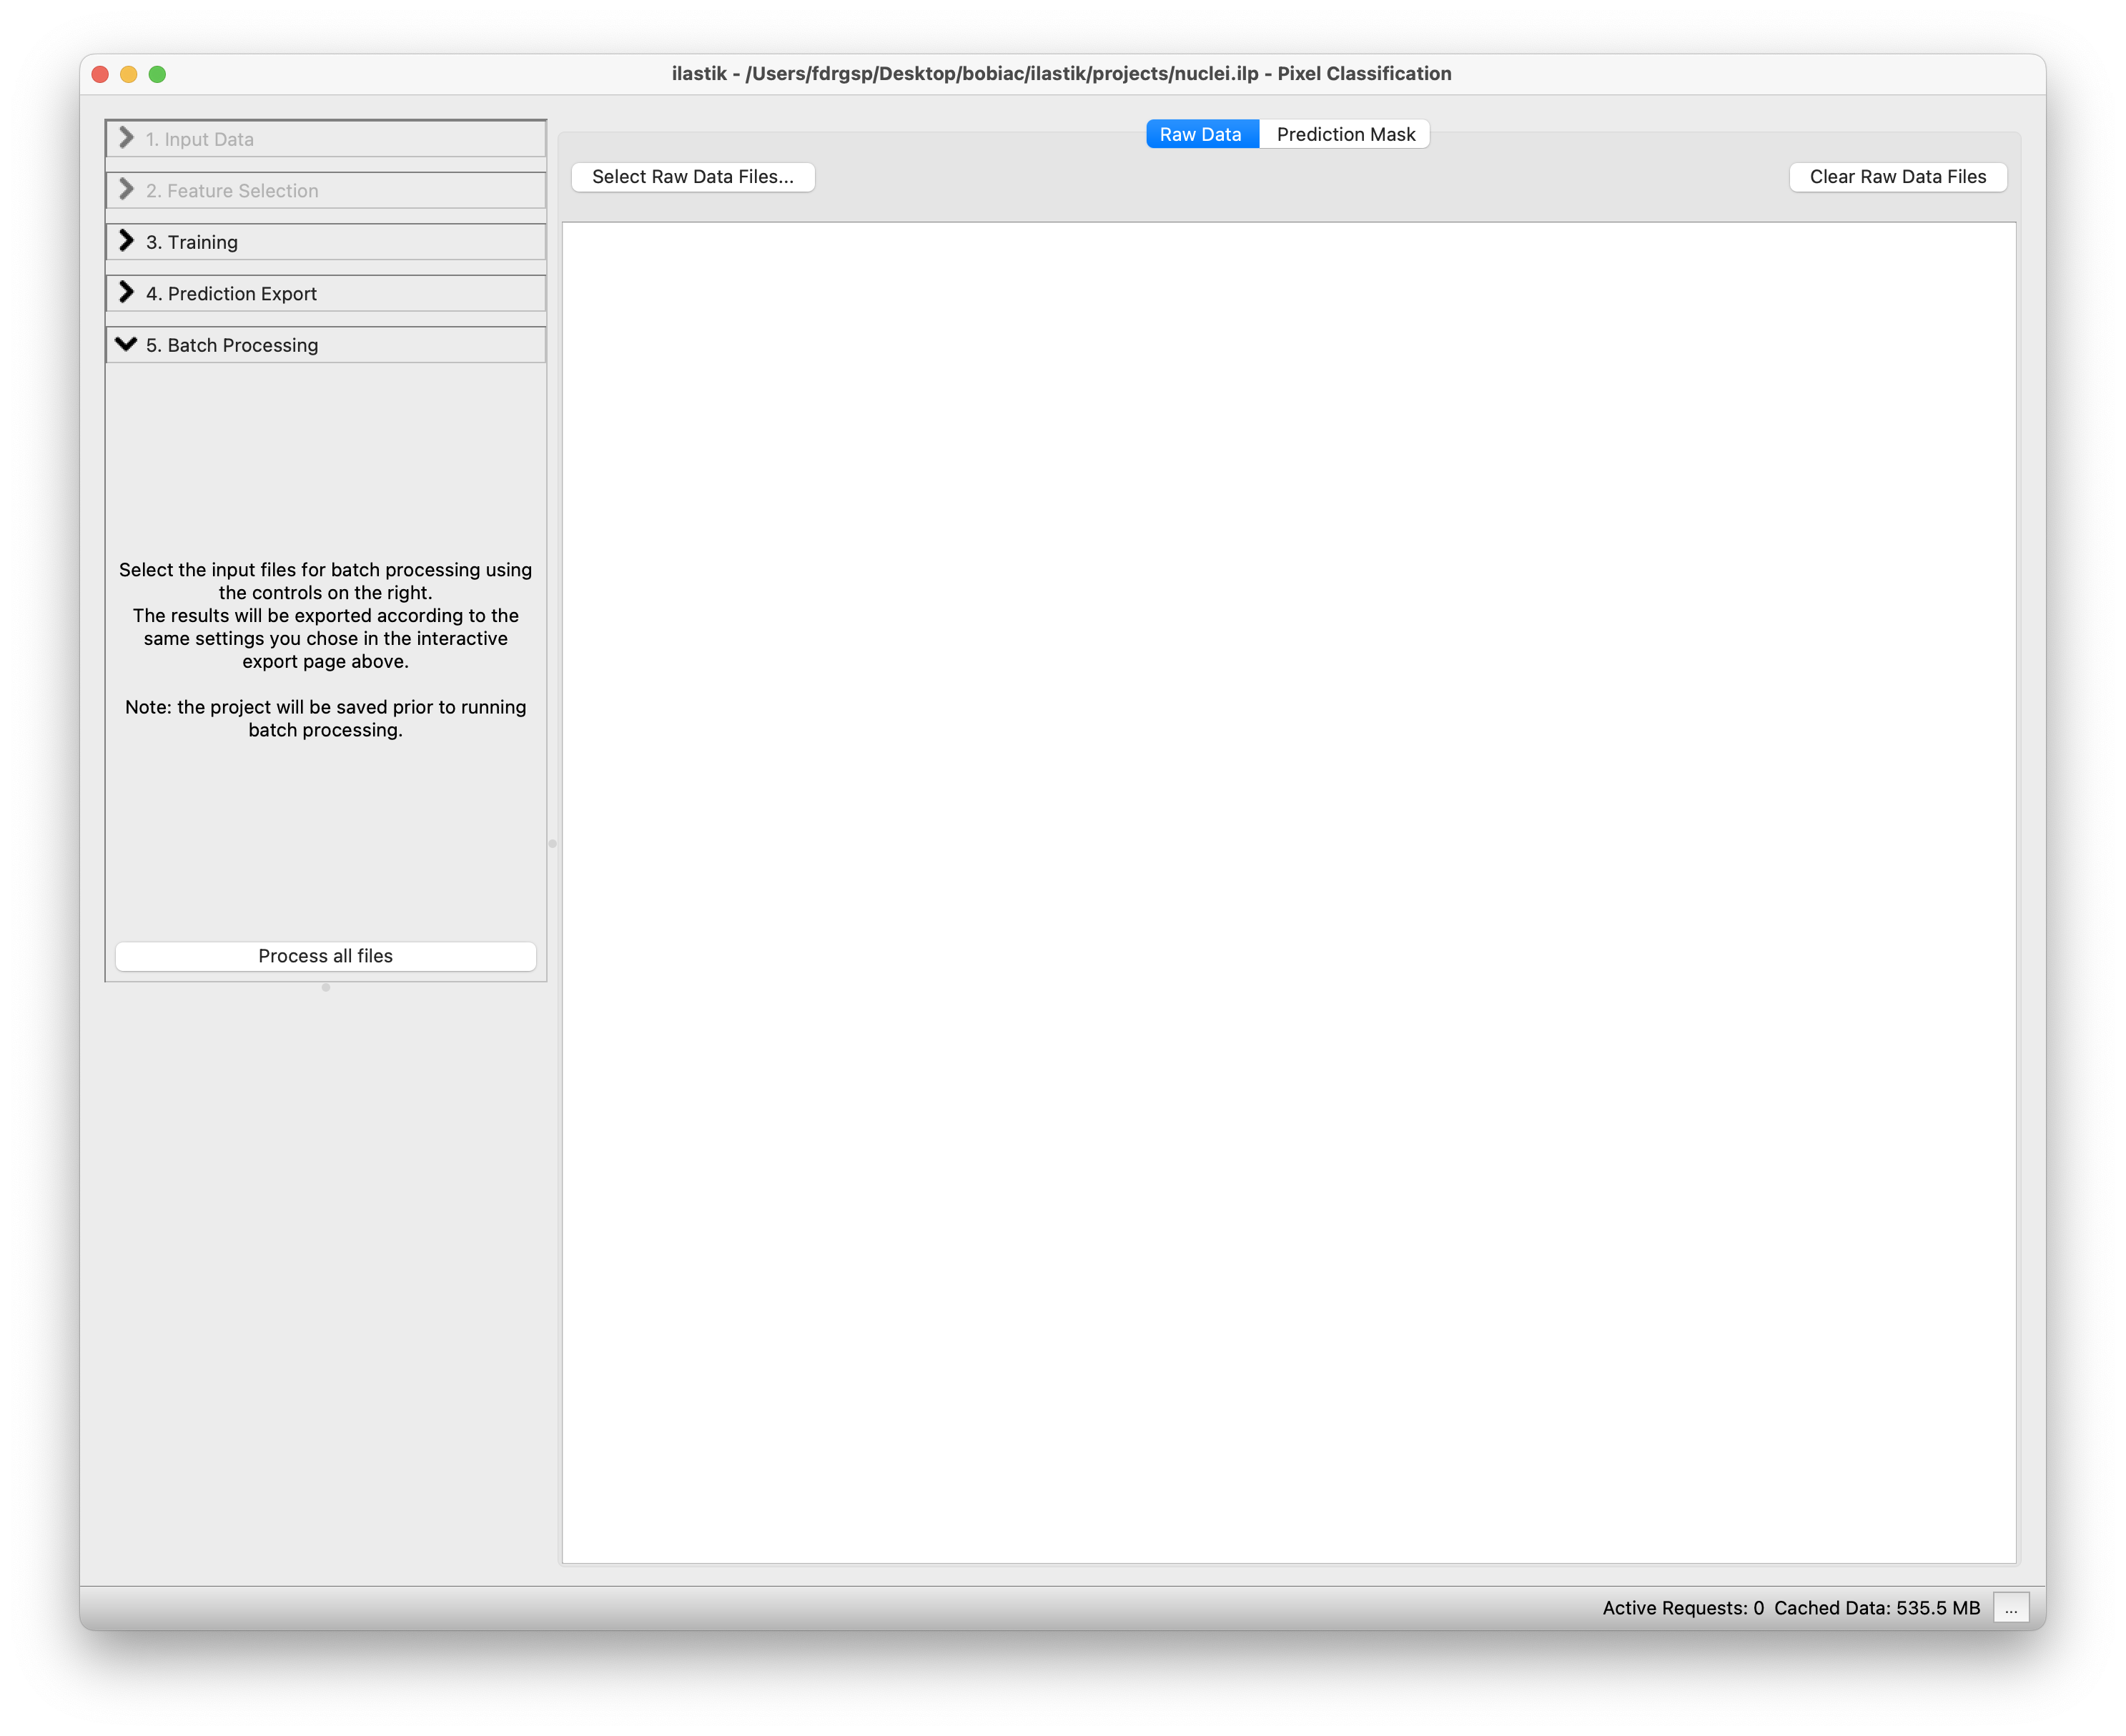 ilastik - /Users/fdrgsp/Desktop/bobiac/ilastik/projects/nuclei.ilp - Pixel Classification
1. Input Data
2. Feature Selection
3. Training
4. Prediction Export
5. Batch Processing
Select the input files for batch processing using
the controls on the right.
The results will be exported according to the
same settings you chose in the interactive
export page above.
Note: the project will be saved prior to running
batch processing.
Process all files
Raw Data Prediction Mask
Select Raw Data Files... Clear Raw Data Files
Active Requests: 0 Cached Data: 535.5 MB ...